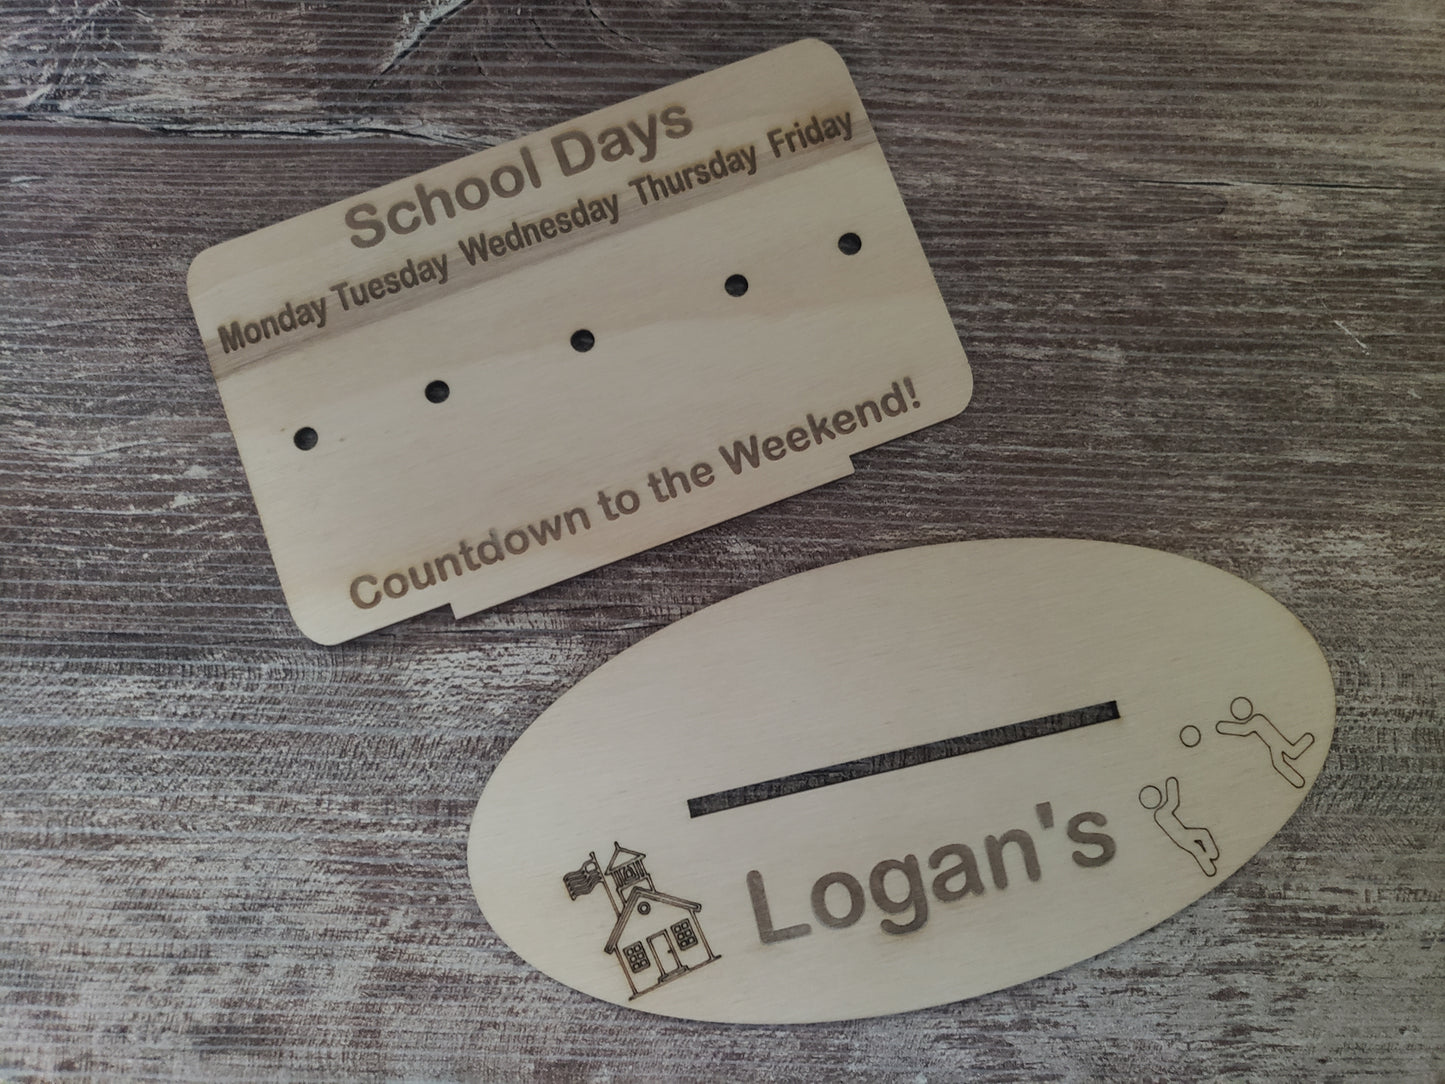 School Days
Monday Tuesday Wednesday Thursday Friday
Countdown to the Weekend!
Logan's